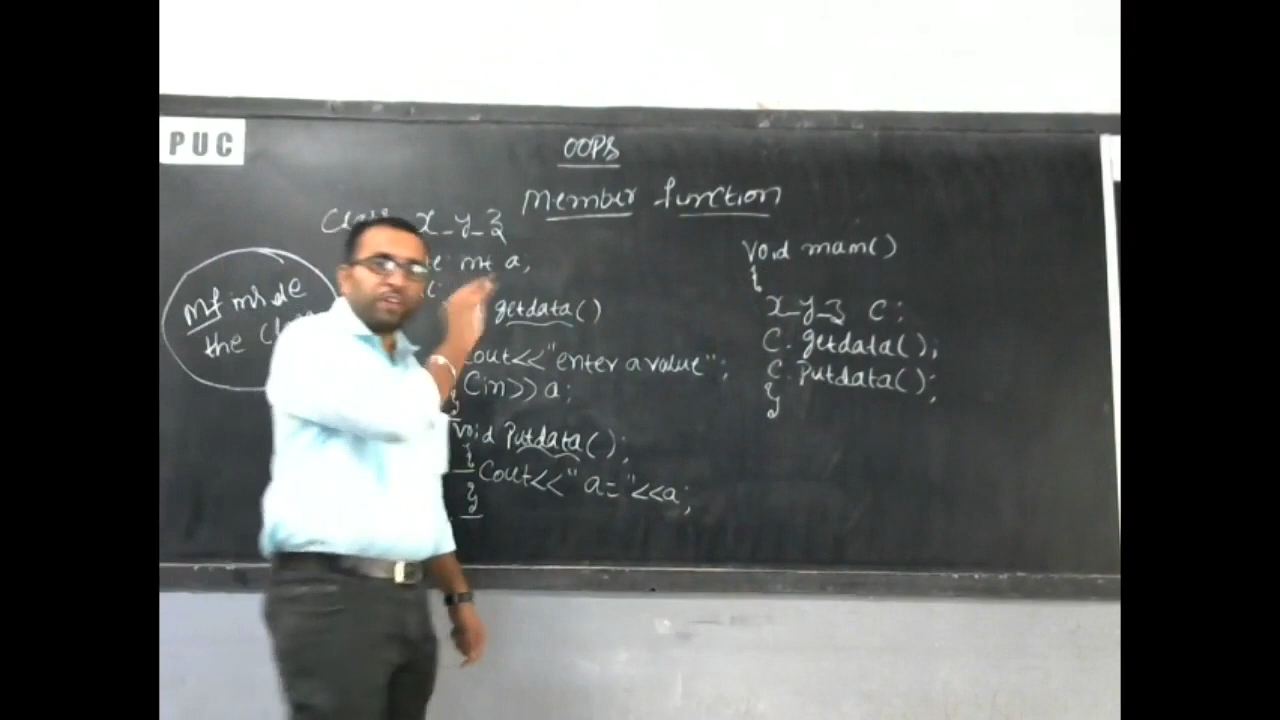 PUC
OOPS
Member function
Class x_y_z
int a,
getdata()
Cout<<"enter a value";
Cin>>a;
}
Void Putdata();
{
Cout<<"a="<<a;
}
MF inside
the Clas
Void main()
{
x_y_z C;
C. getdata();
C. Putdata();
}